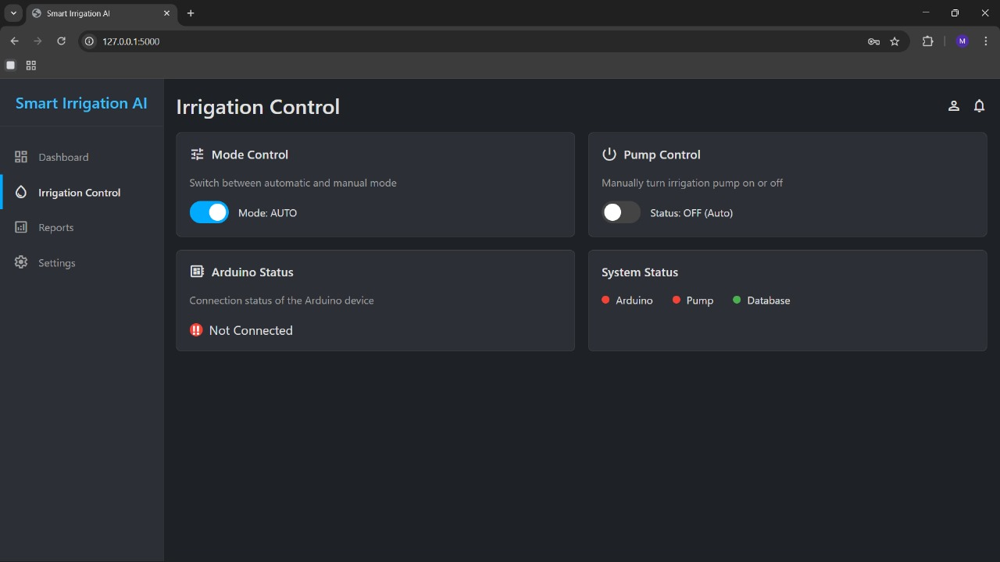 Smart Irrigation AI
127.0.0.1:5000
M
Smart Irrigation AI
Dashboard
Irrigation Control
Reports
Settings
Irrigation Control
Mode Control
Switch between automatic and manual mode
Mode: AUTO
Pump Control
Manually turn irrigation pump on or off
Status: OFF (Auto)
Arduino Status
Connection status of the Arduino device
Not Connected
System Status
Arduino Pump Database